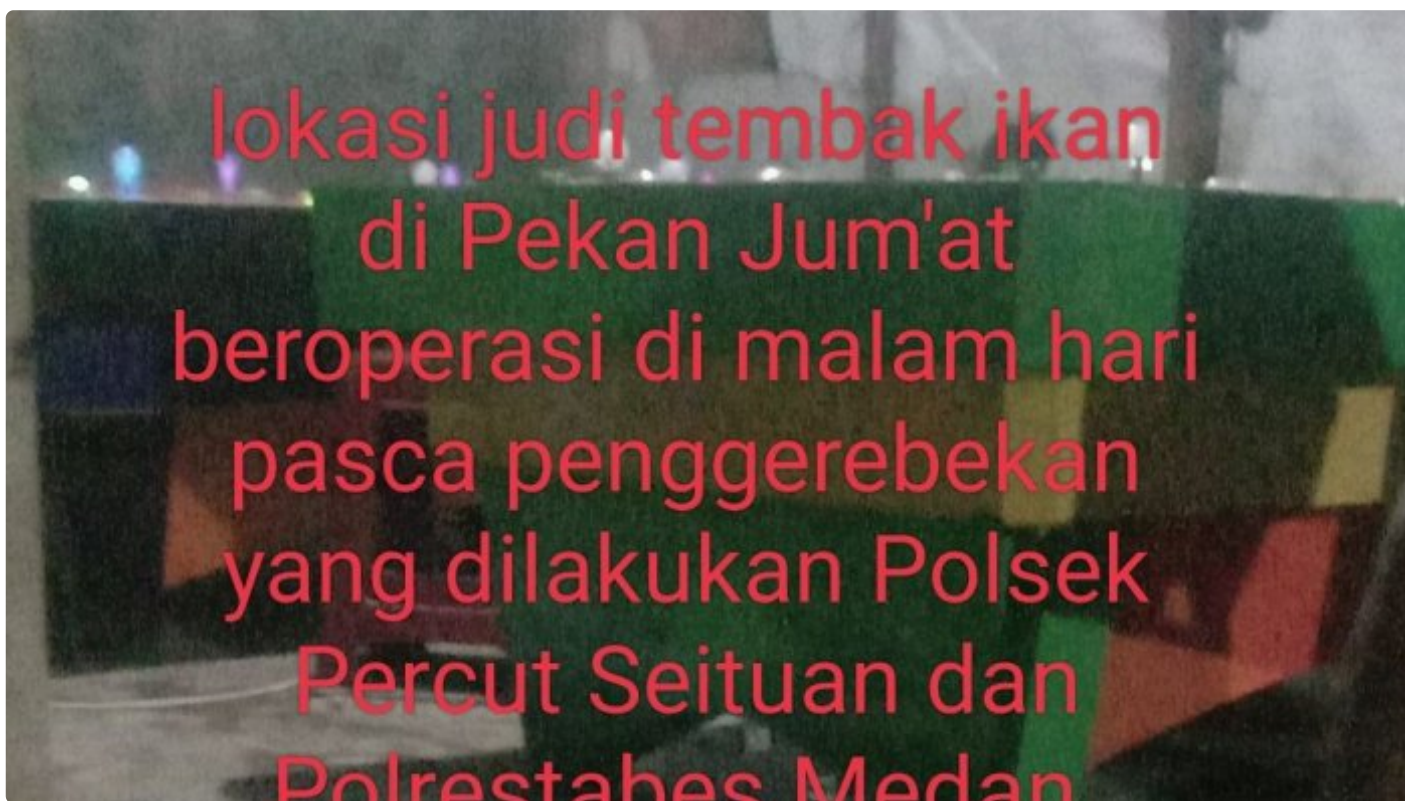 lokasi judi tembak ikan
di Pekan Jum'at
beroperasi di malam hari
pasca penggerebekan
yang dilakukan Polsek
Percut Seituan dan
Polrestabes Medan